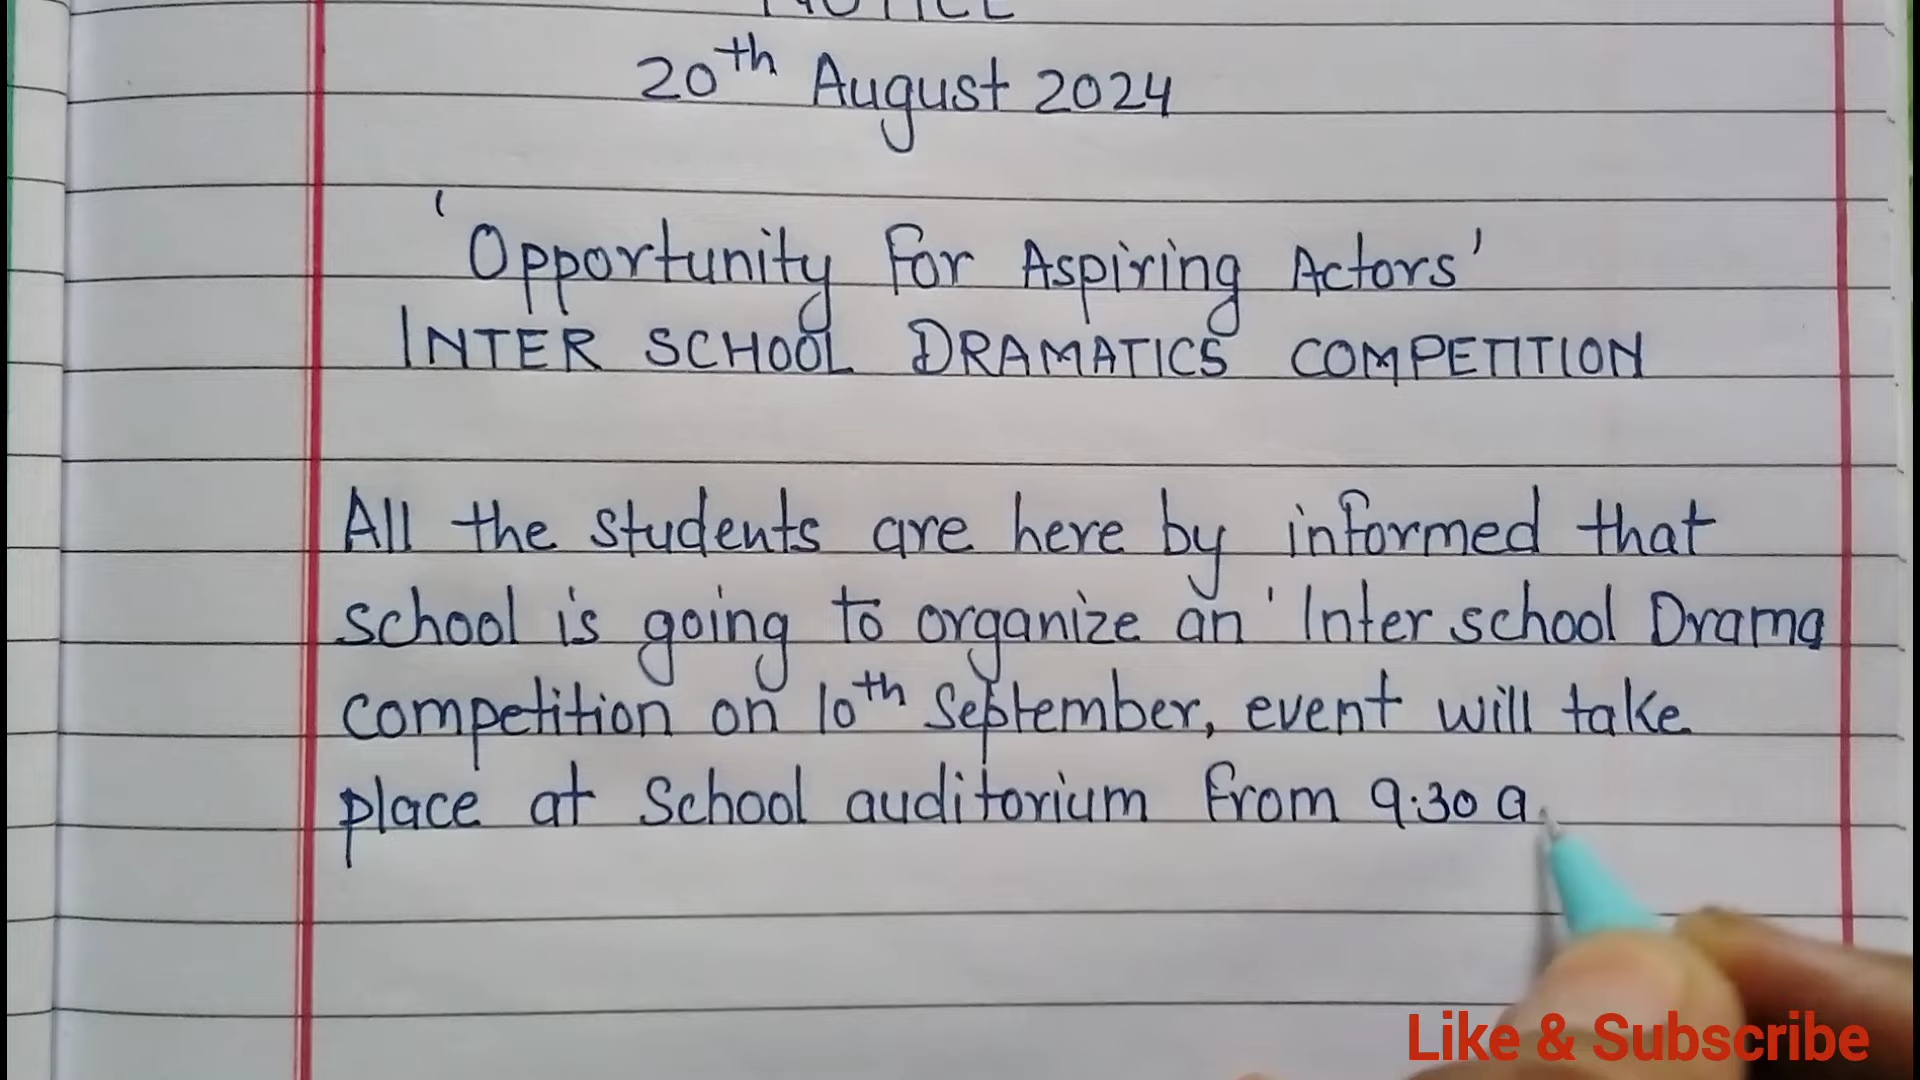 NOTICE
20th August 2024
'Opportunity For Aspiring Actors'
INTER SCHOOL DRAMATICS COMPETITION
All the students are here by informed that
school is going to organize an 'Inter school Drama
competition on 10th September, event will take
place at School auditorium from 9:30 a.
Like & Subscribe